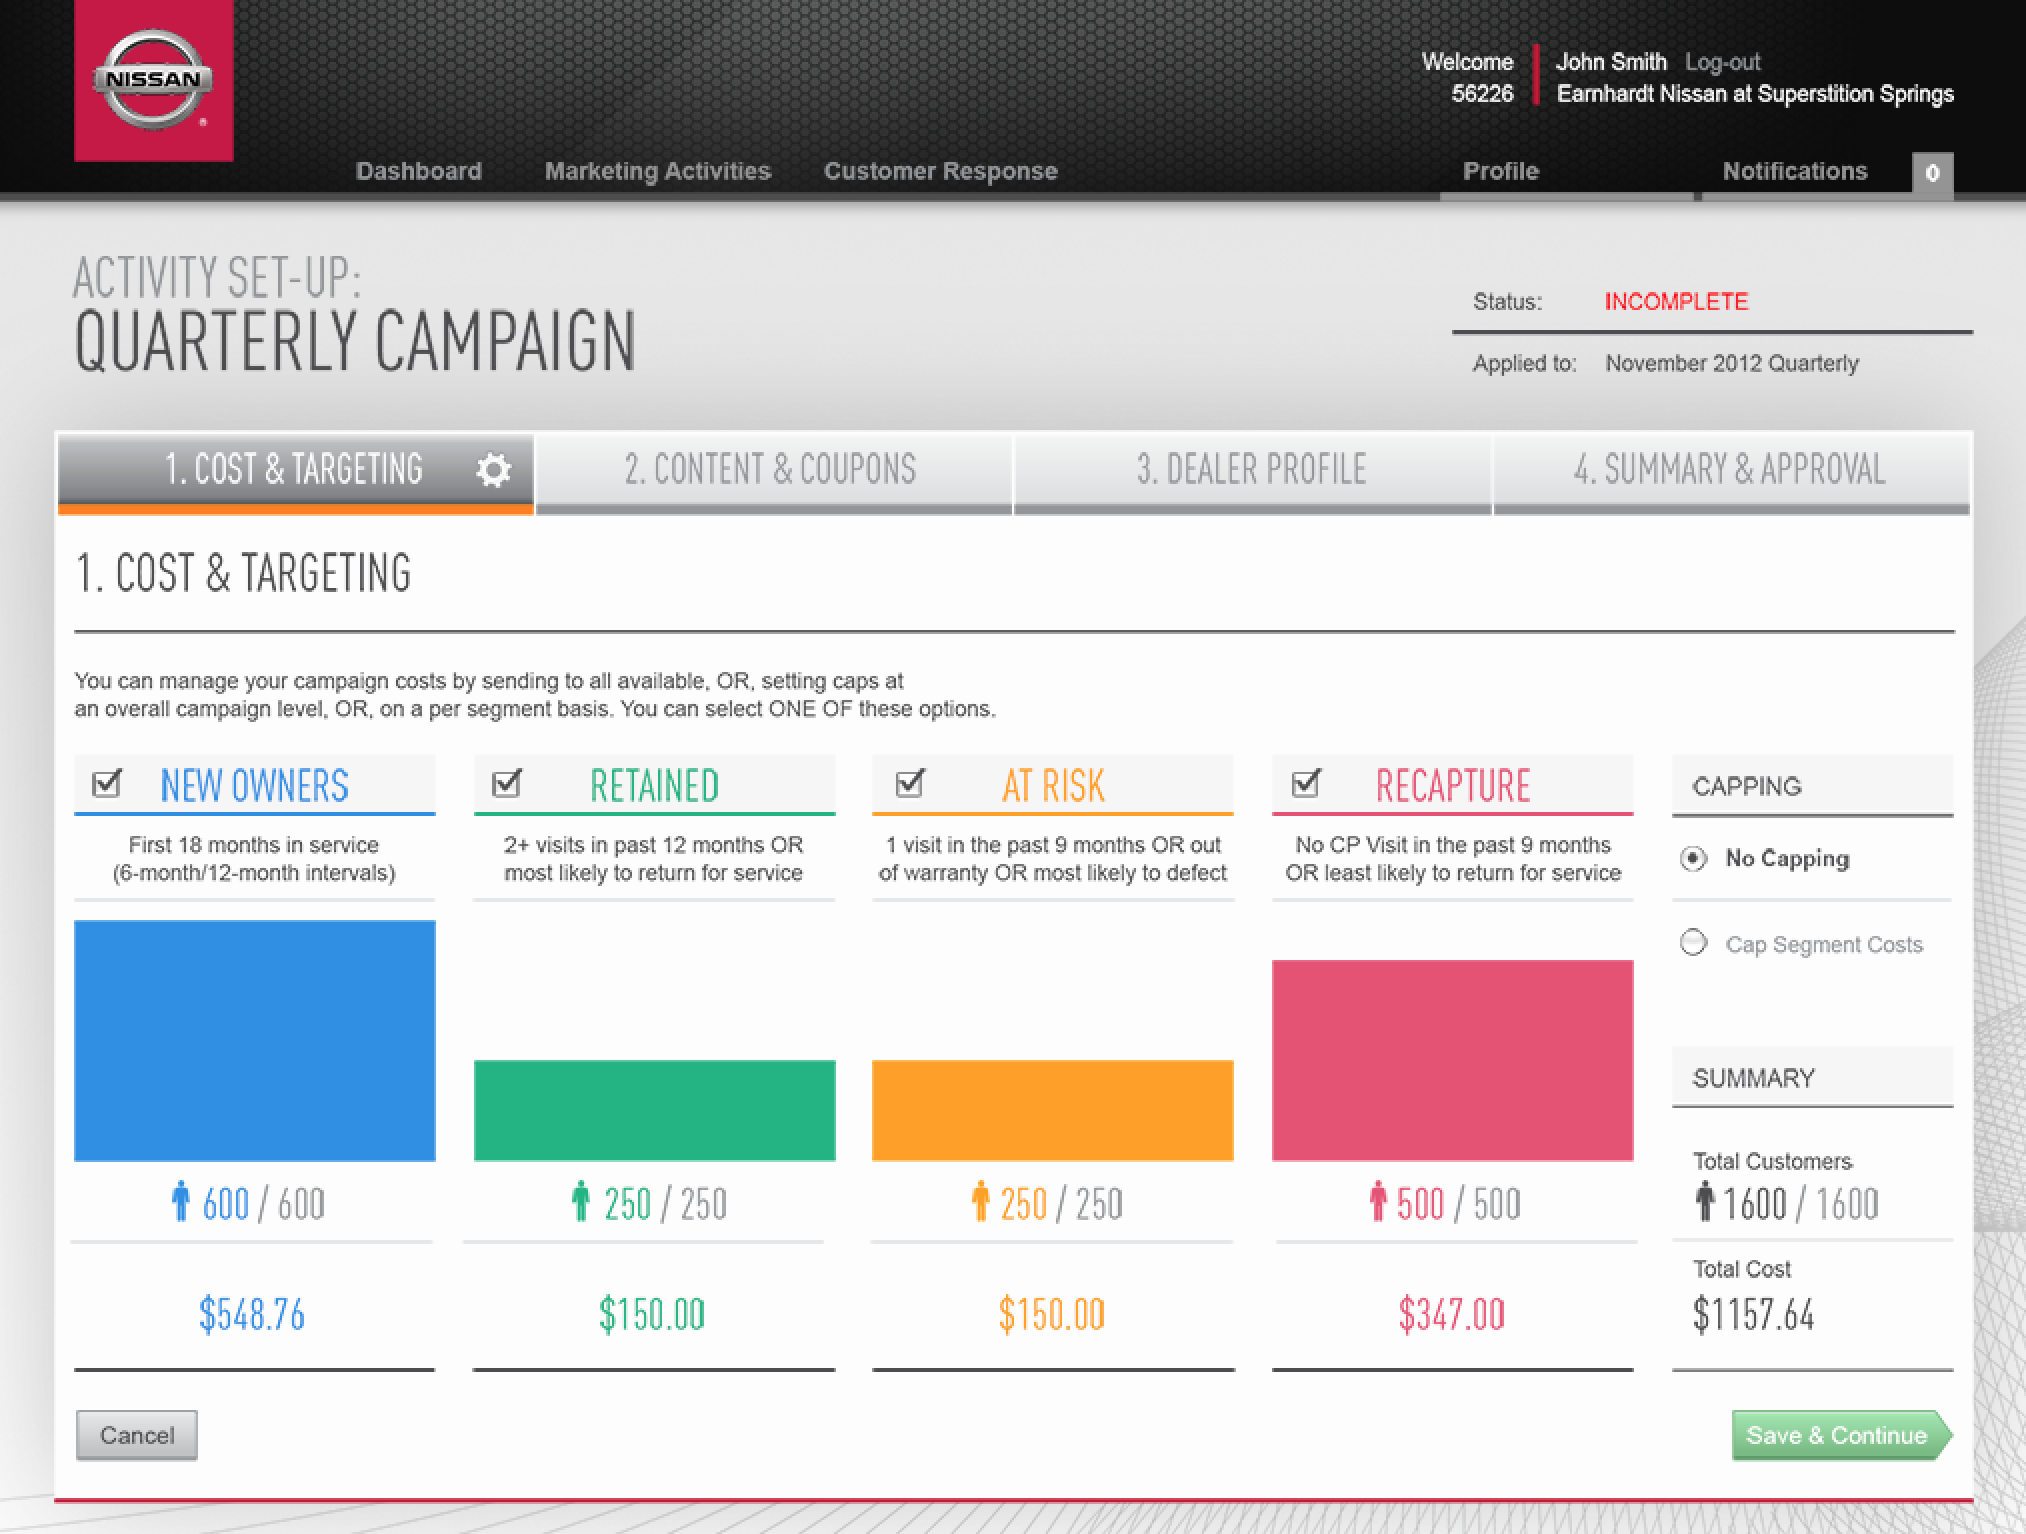 NISSAN
Welcome
56226
John Smith Log-out
Earnhardt Nissan at Superstition Springs
Dashboard Marketing Activities Customer Response Profile Notifications 0
ACTIVITY SET-UP:
QUARTERLY CAMPAIGN
Status: INCOMPLETE
Applied to: November 2012 Quarterly
1. COST & TARGETING 2. CONTENT & COUPONS 3. DEALER PROFILE 4. SUMMARY & APPROVAL
1. COST & TARGETING
You can manage your campaign costs by sending to all available, OR, setting caps at
an overall campaign level, OR, on a per segment basis. You can select ONE OF these options.
NEW OWNERS
First 18 months in service
(6-month/12-month intervals)
600 / 600
$548.76
RETAINED
2+ visits in past 12 months OR
most likely to return for service
250 / 250
$150.00
AT RISK
1 visit in the past 9 months OR out
of warranty OR most likely to defect
250 / 250
$150.00
RECAPTURE
No CP Visit in the past 9 months
OR least likely to return for service
500 / 500
$347.00
CAPPING
No Capping
Cap Segment Costs
SUMMARY
Total Customers
1600 / 1600
Total Cost
$1157.64
Cancel
Save & Continue